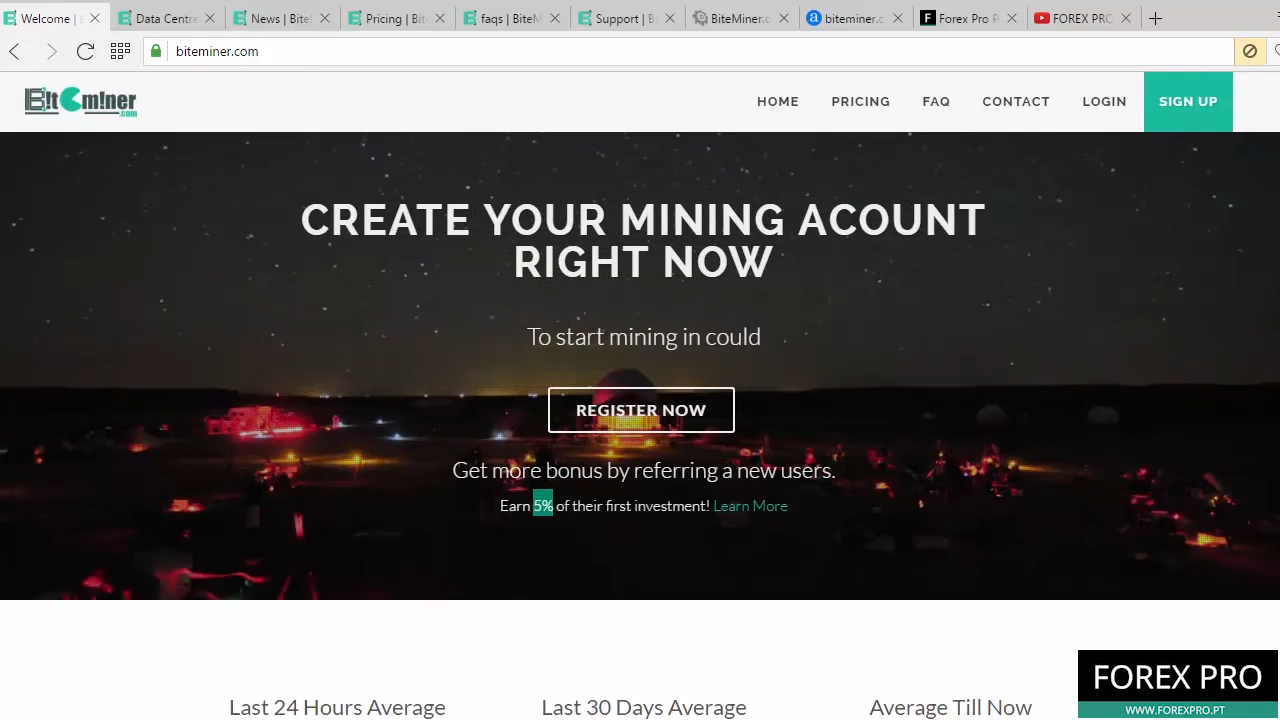 Welcome |
Data Centre
News | Bite
Pricing | Bit
faqs | BiteM
Support | B
BiteMiner.c
biteminer.c
Forex Pro P
FOREX PRO
biteminer.com
B!t m!ner
.com
HOME
PRICING
FAQ
CONTACT
LOGIN
SIGN UP
CREATE YOUR MINING ACOUNT
RIGHT NOW
To start mining in could
REGISTER NOW
Get more bonus by referring a new users.
Earn 5% of their first investment! Learn More
Last 24 Hours Average
Last 30 Days Average
Average Till Now
FOREX PRO
WWW.FOREXPRO.PT